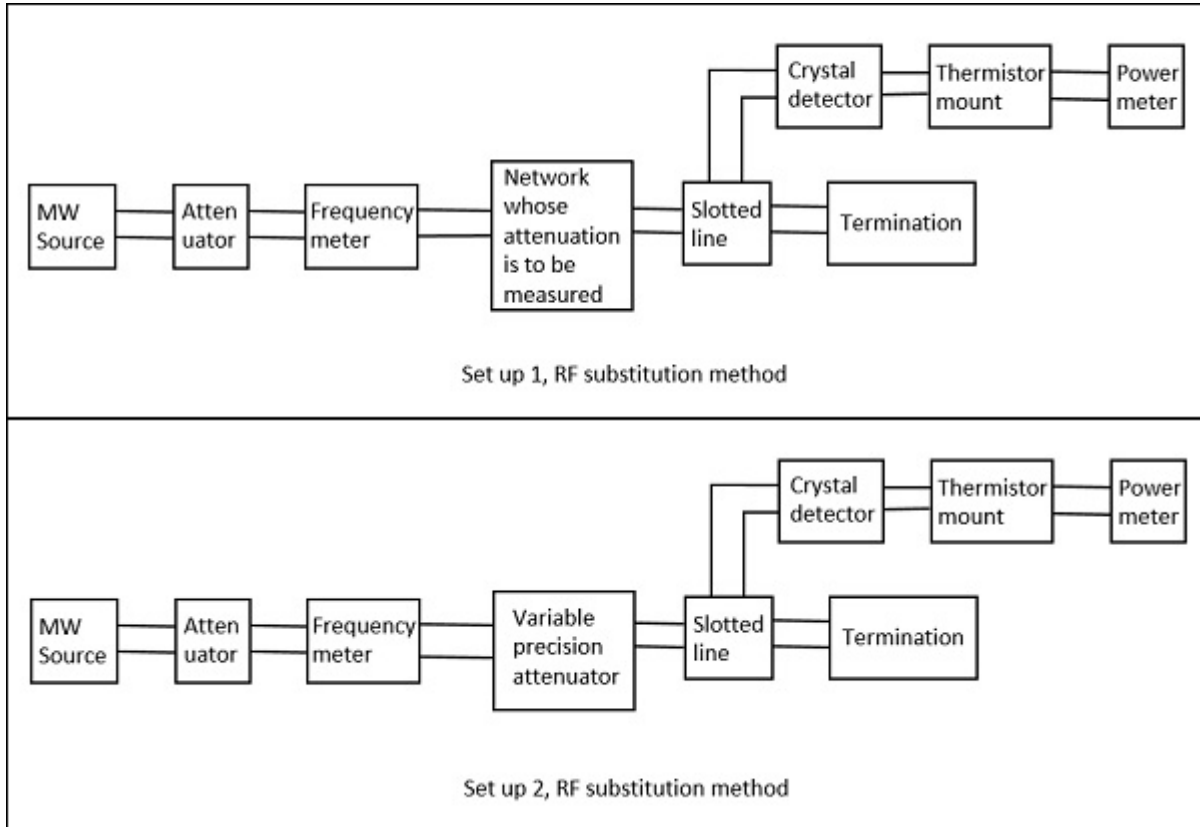 Crystal
detector
Thermistor
mount
Power
meter
MW
Source
Atten
uator
Frequency
meter
Network
whose
attenuation
is to be
measured
Slotted
line
Termination
Set up 1, RF substitution method
Crystal
detector
Thermistor
mount
Power
meter
MW
Source
Atten
uator
Frequency
meter
Variable
precision
attenuator
Slotted
line
Termination
Set up 2, RF substitution method